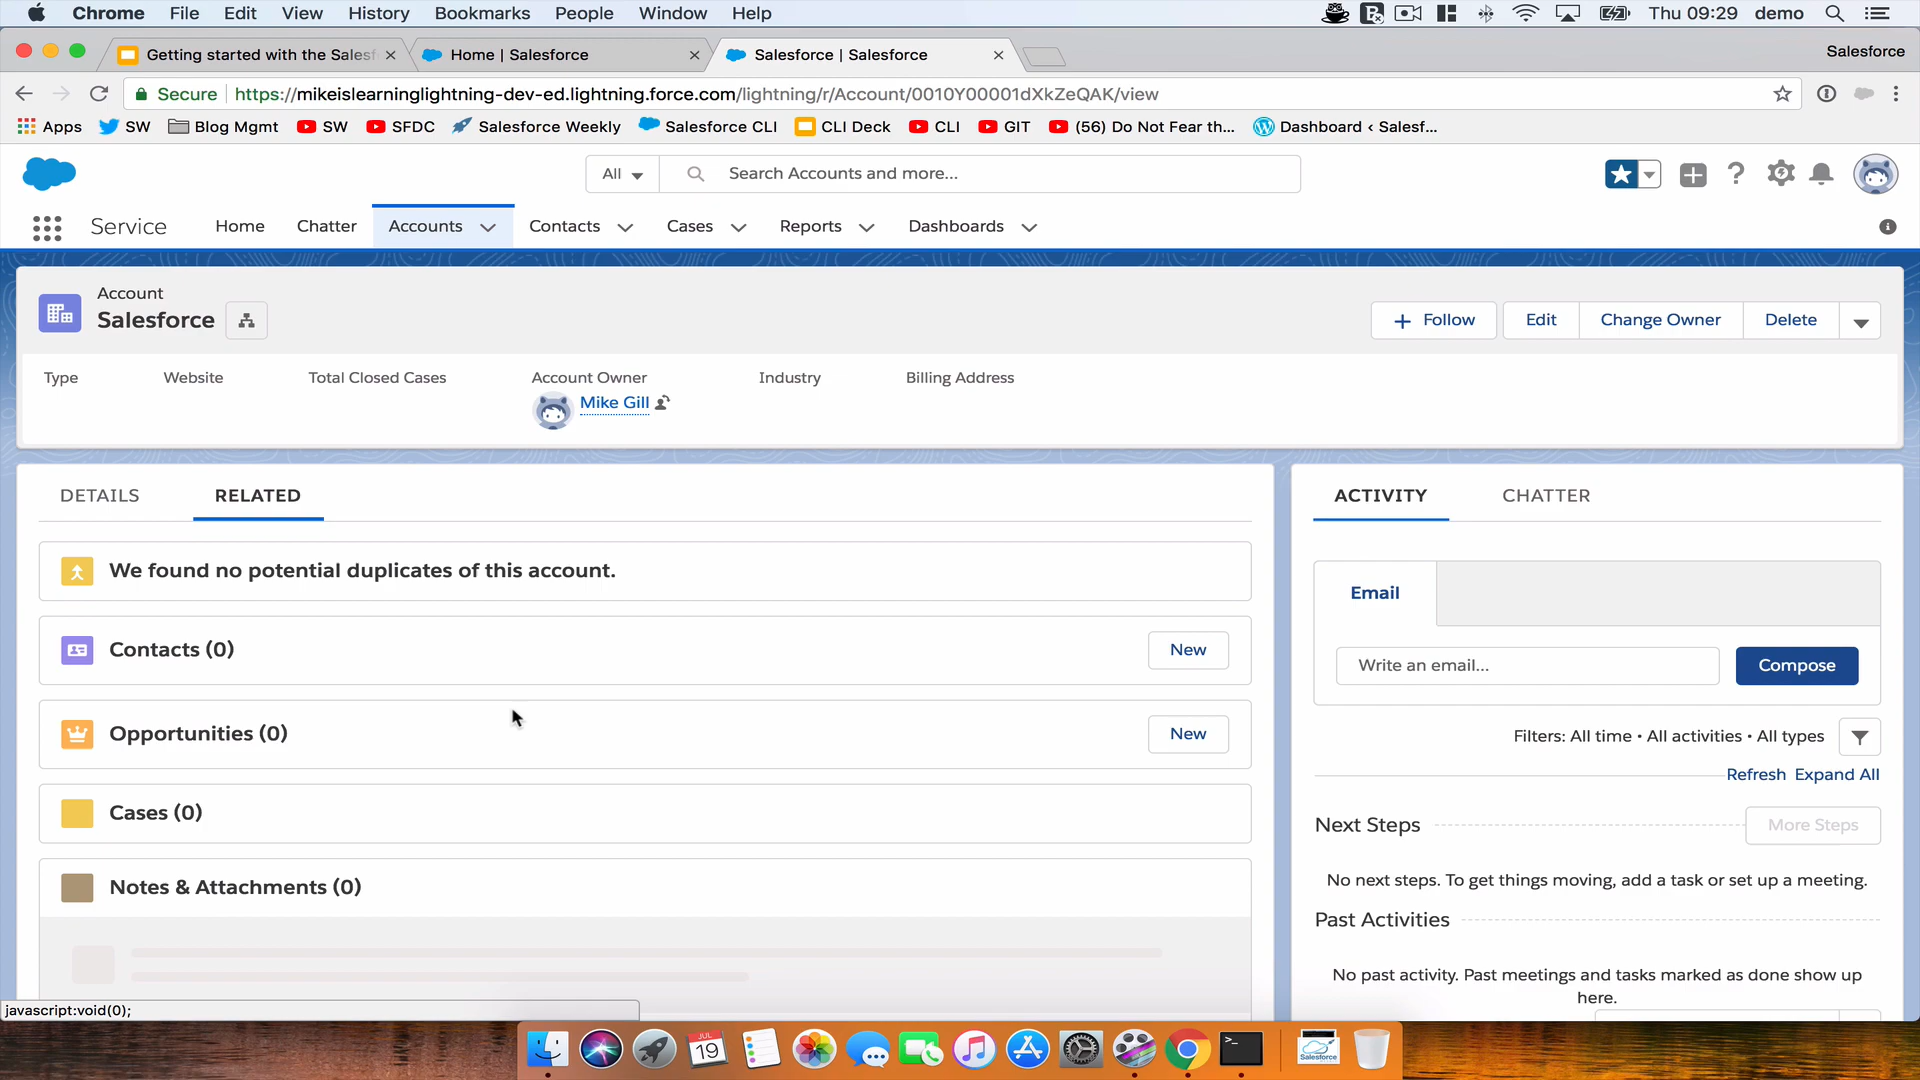 Chrome File Edit View History Bookmarks People Window Help Thu 09:29 demo
Getting started with the Salesf Home | Salesforce Salesforce | Salesforce Salesforce
Secure https://mikeislearninglightning-dev-ed.lightning.force.com/lightning/r/Account/0010Y00001dXkZeQAK/view
Apps SW Blog Mgmt SW SFDC Salesforce Weekly Salesforce CLI CLI Deck CLI GIT (56) Do Not Fear th... Dashboard ‹ Salesf...
All Search Accounts and more...
Service Home Chatter Accounts Contacts Cases Reports Dashboards
Account
Salesforce
+ Follow Edit Change Owner Delete
Type Website Total Closed Cases Account Owner Industry Billing Address
Mike Gill
DETAILS RELATED
We found no potential duplicates of this account.
Contacts (0) New
Opportunities (0) New
Cases (0)
Notes & Attachments (0)
ACTIVITY CHATTER
Email
Write an email... Compose
Filters: All time • All activities • All types
Refresh Expand All
Next Steps More Steps
No next steps. To get things moving, add a task or set up a meeting.
Past Activities
No past activity. Past meetings and tasks marked as done show up
here.
javascript:void(0);
JUL
19
Salesforce